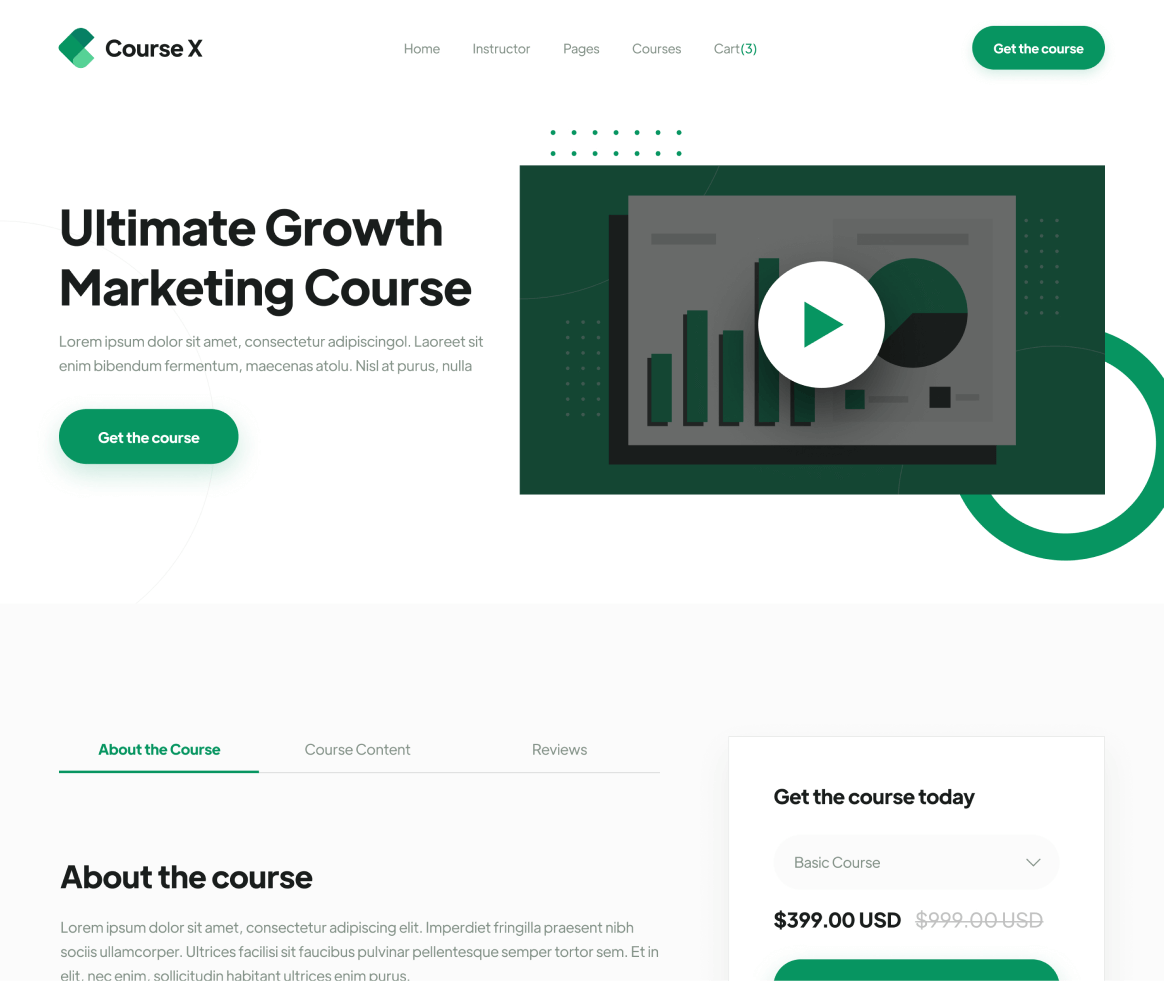 Course X
Home
Instructor
Pages
Courses
Cart(3)
Get the course
Ultimate Growth
Marketing Course
Lorem ipsum dolor sit amet, consectetur adipiscingol. Laoreet sit
enim bibendum fermentum, maecenas atolu. Nisl at purus, nulla
Get the course
About the Course
Course Content
Reviews
About the course
Lorem ipsum dolor sit amet, consectetur adipiscing elit. Imperdiet fringilla praesent nibh
sociis ullamcorper. Ultrices facilisi sit faucibus pulvinar pellentesque semper tortor sem. Et in
elit, nec enim, sollicitudin habitant ultrices enim purus.
Get the course today
Basic Course
$399.00 USD $999.00 USD